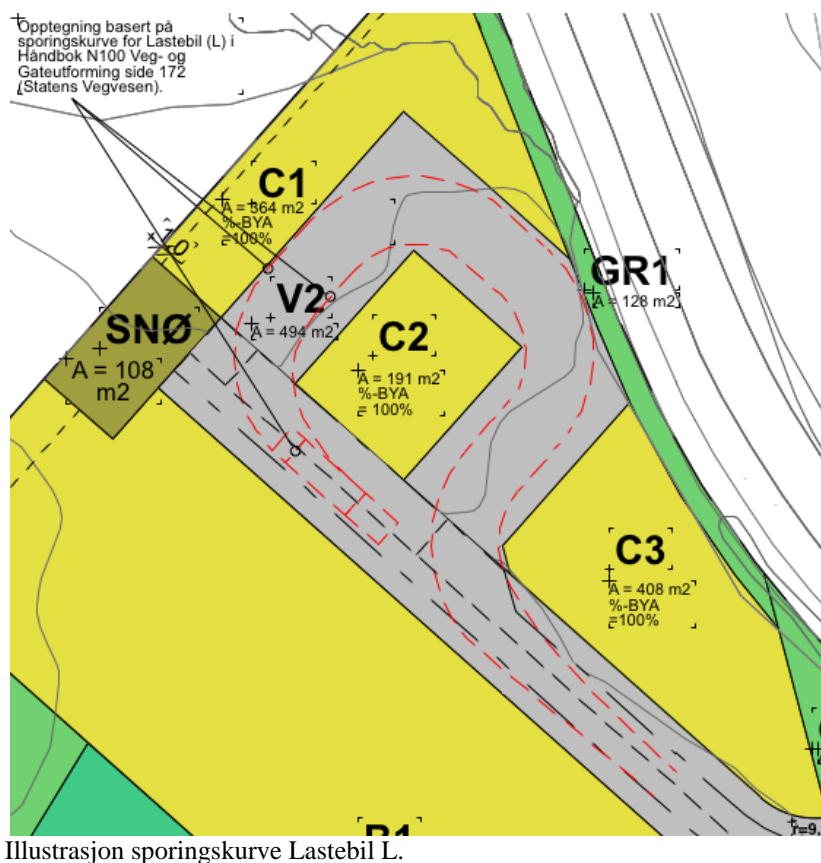 Opptegning basert på
sporingskurve for Lastebil (L) i
Håndbok N100 Veg- og
Gateutforming side 172
(Statens Vegvesen).
C1
A = 364 m2
%-BYA
=100%
GR1
A = 128 m2
V2
A = 494 m2
SNØ
A = 108
m2
C2
A = 191 m2
%-BYA
= 100%
C3
A = 408 m2
%-BYA
=100%
r=9,
Illustrasjon sporingskurve Lastebil L.